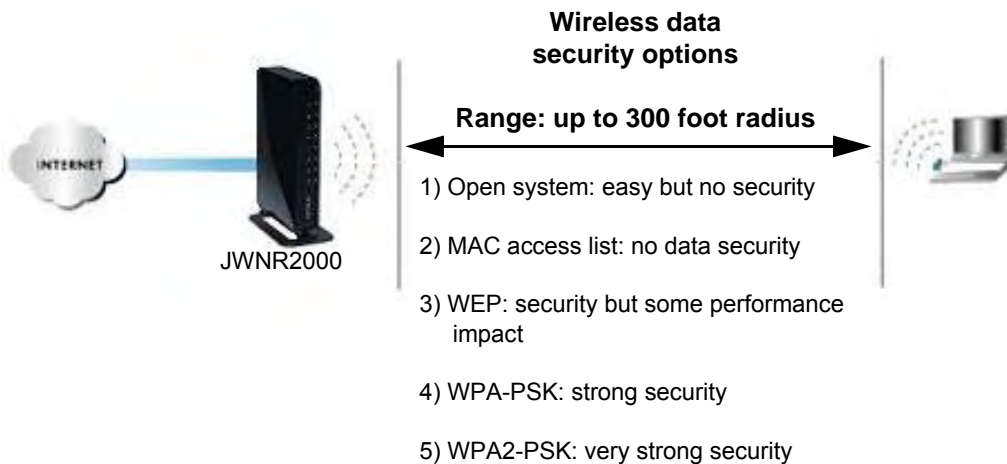 Wireless data
security options
Range: up to 300 foot radius
INTERNET
JWNR2000
1) Open system: easy but no security
2) MAC access list: no data security
3) WEP: security but some performance
impact
4) WPA-PSK: strong security
5) WPA2-PSK: very strong security